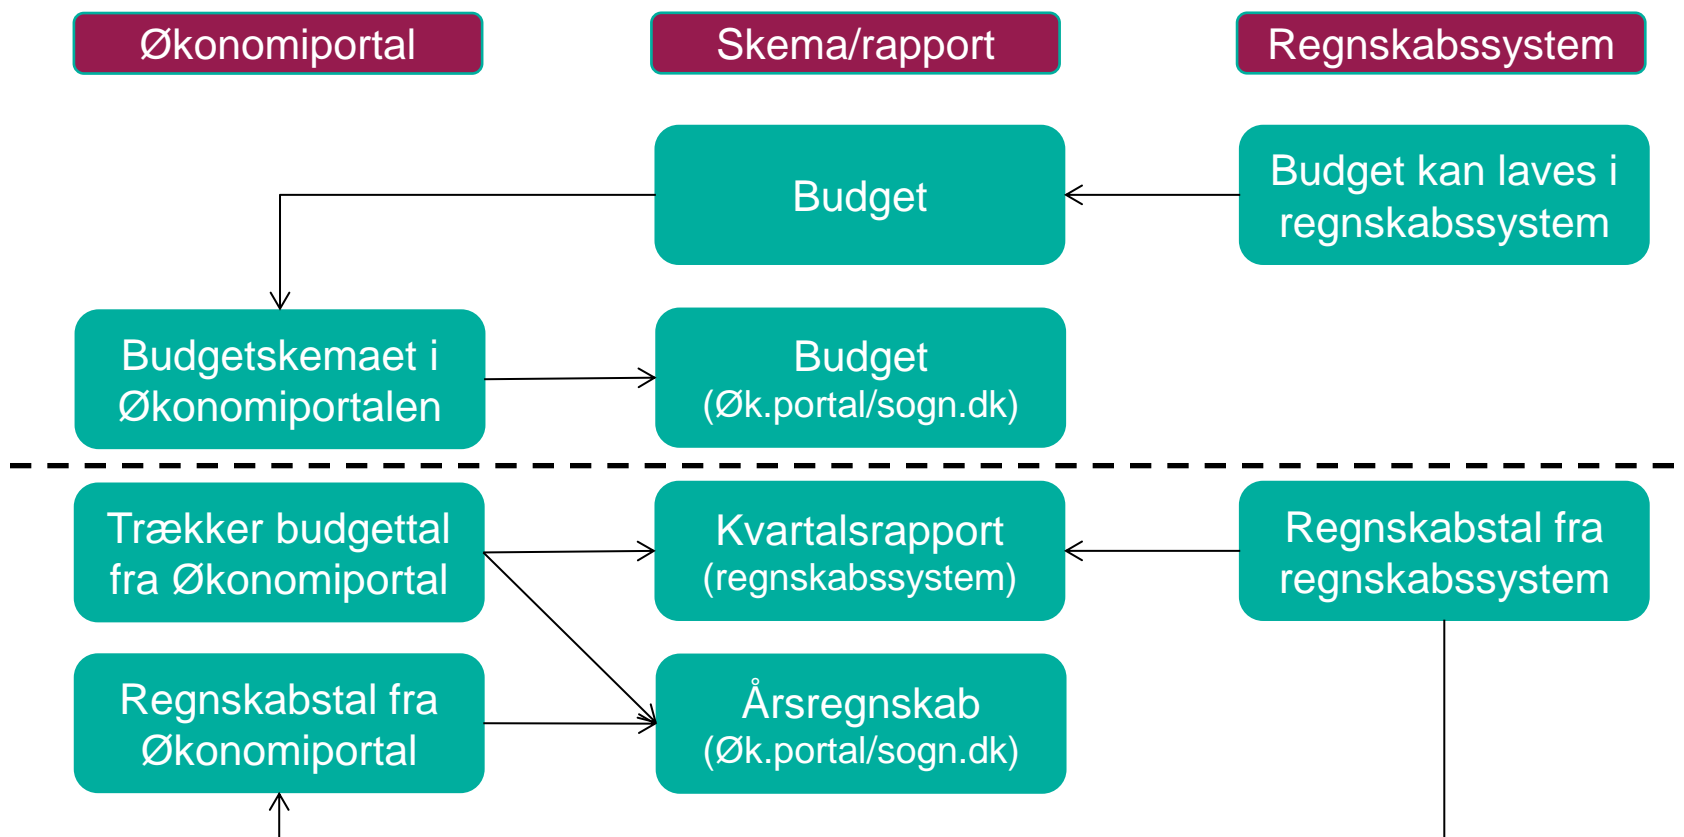 Økonomiportal
Skema/rapport
Regnskabssystem
Budget
Budget kan laves i
regnskabssystem
Budgetskemaet i
Økonomiportalen
Budget
(Øk.portal/sogn.dk)
Trækker budgettal
fra Økonomiportal
Kvartalsrapport
(regnskabssystem)
Regnskabstal fra
regnskabssystem
Regnskabstal fra
Økonomiportal
Årsregnskab
(Øk.portal/sogn.dk)